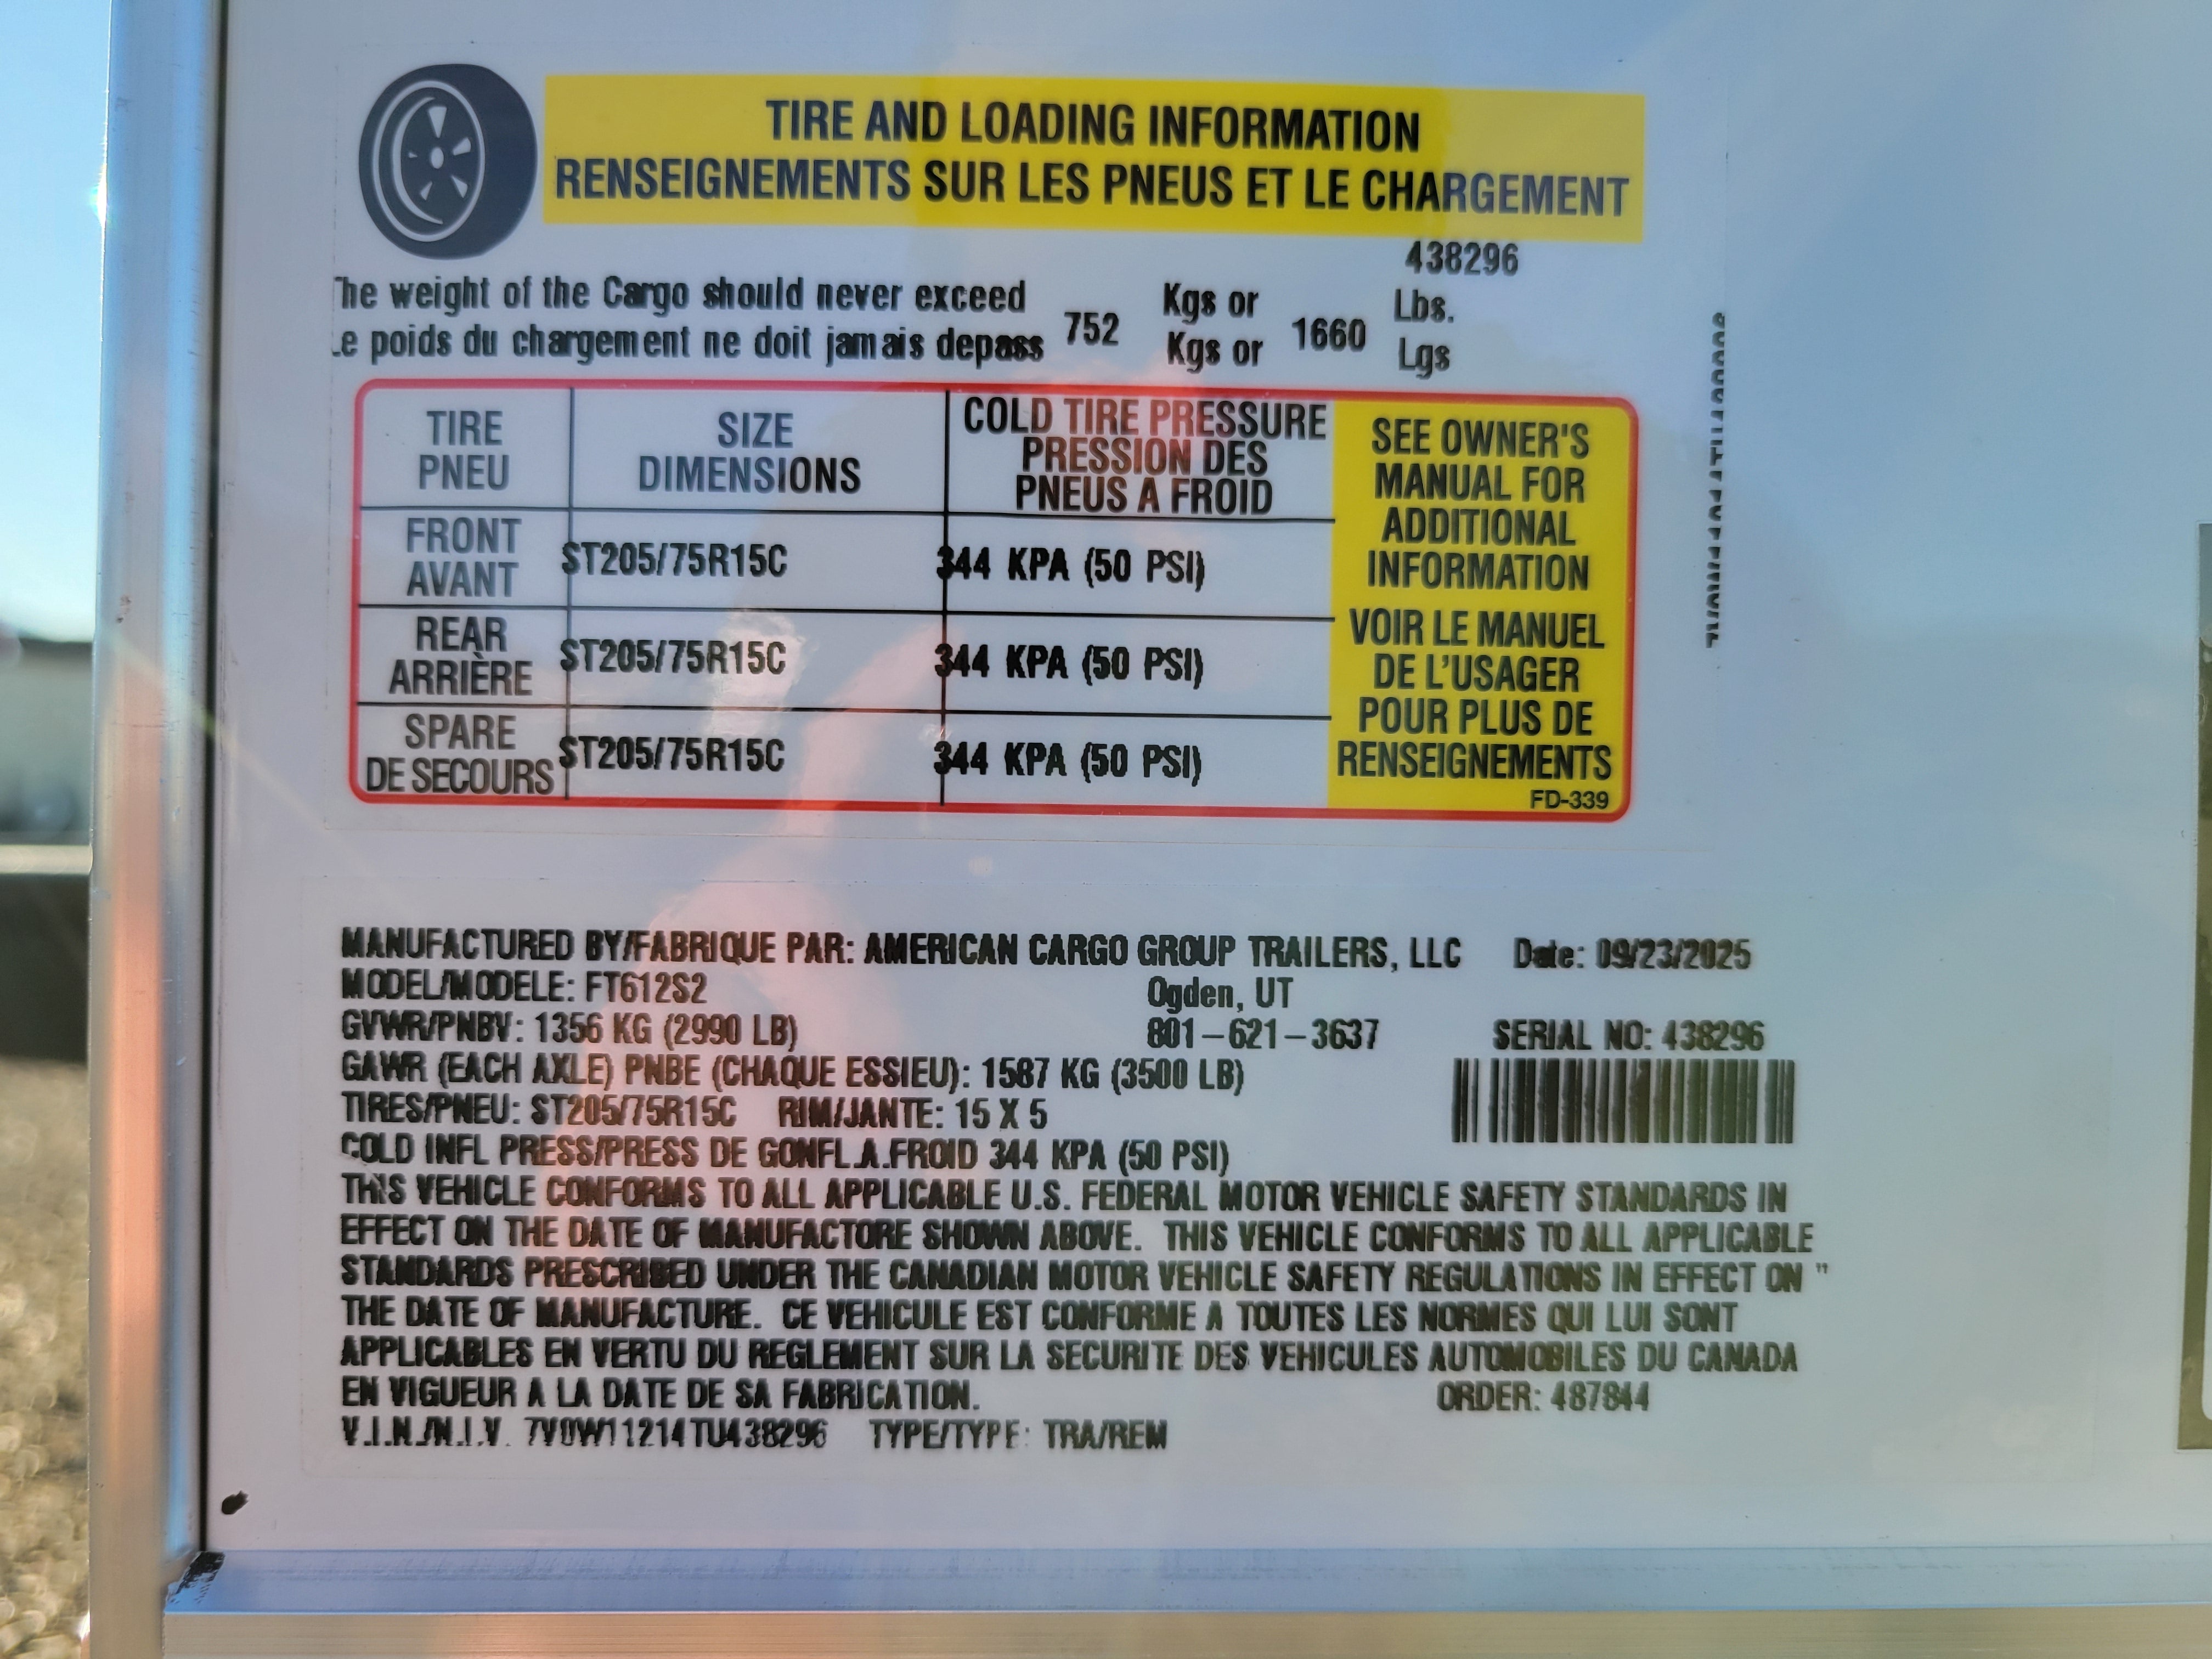 TIRE AND LOADING INFORMATION
RENSEIGNEMENTS SUR LES PNEUS ET LE CHARGEMENT
438296
The weight of the Cargo should never exceed 752 Kgs or 1660 Lbs.
Le poids du chargement ne doit jamais depass Kgs or Lgs
TIRE
PNEU
SIZE
DIMENSIONS
COLD TIRE PRESSURE
PRESSION DES
PNEUS A FROID
FRONT
AVANT
ST205/75R15C
344 KPA (50 PSI)
REAR
ARRIÈRE
ST205/75R15C
344 KPA (50 PSI)
SPARE
DE SECOURS
ST205/75R15C
344 KPA (50 PSI)
SEE OWNER'S
MANUAL FOR
ADDITIONAL
INFORMATION
VOIR LE MANUEL
DE L'USAGER
POUR PLUS DE
RENSEIGNEMENTS
FD-339
MANUFACTURED BY/FABRIQUE PAR: AMERICAN CARGO GROUP TRAILERS, LLC Date: 09/23/2025
MODEL/MODELE: FT612S2 Ogden, UT
GVWR/PNBV: 1356 KG (2990 LB) 801-621-3637 SERIAL NO: 438296
GAWR (EACH AXLE) PNBE (CHAQUE ESSIEU): 1587 KG (3500 LB)
TIRES/PNEU: ST205/75R15C RIM/JANTE: 15 X 5
COLD INFL PRESS/PRESS DE GONFL.A.FROID 344 KPA (50 PSI)
THIS VEHICLE CONFORMS TO ALL APPLICABLE U.S. FEDERAL MOTOR VEHICLE SAFETY STANDARDS IN
EFFECT ON THE DATE OF MANUFACTORE SHOWN ABOVE. THIS VEHICLE CONFORMS TO ALL APPLICABLE
STANDARDS PRESCRIBED UNDER THE CANADIAN MOTOR VEHICLE SAFETY REGULATIONS IN EFFECT ON "
THE DATE OF MANUFACTURE. CE VEHICULE EST CONFORME A TOUTES LES NORMES QUI LUI SONT
APPLICABLES EN VERTU DU REGLEMENT SUR LA SECURITE DES VEHICULES AUTOMOBILES DU CANADA
EN VIGUEUR A LA DATE DE SA FABRICATION. ORDER: 487844
V.I.N./N.I.V. 7V0W11214TU438296 TYPE/TYPE: TRA/REM